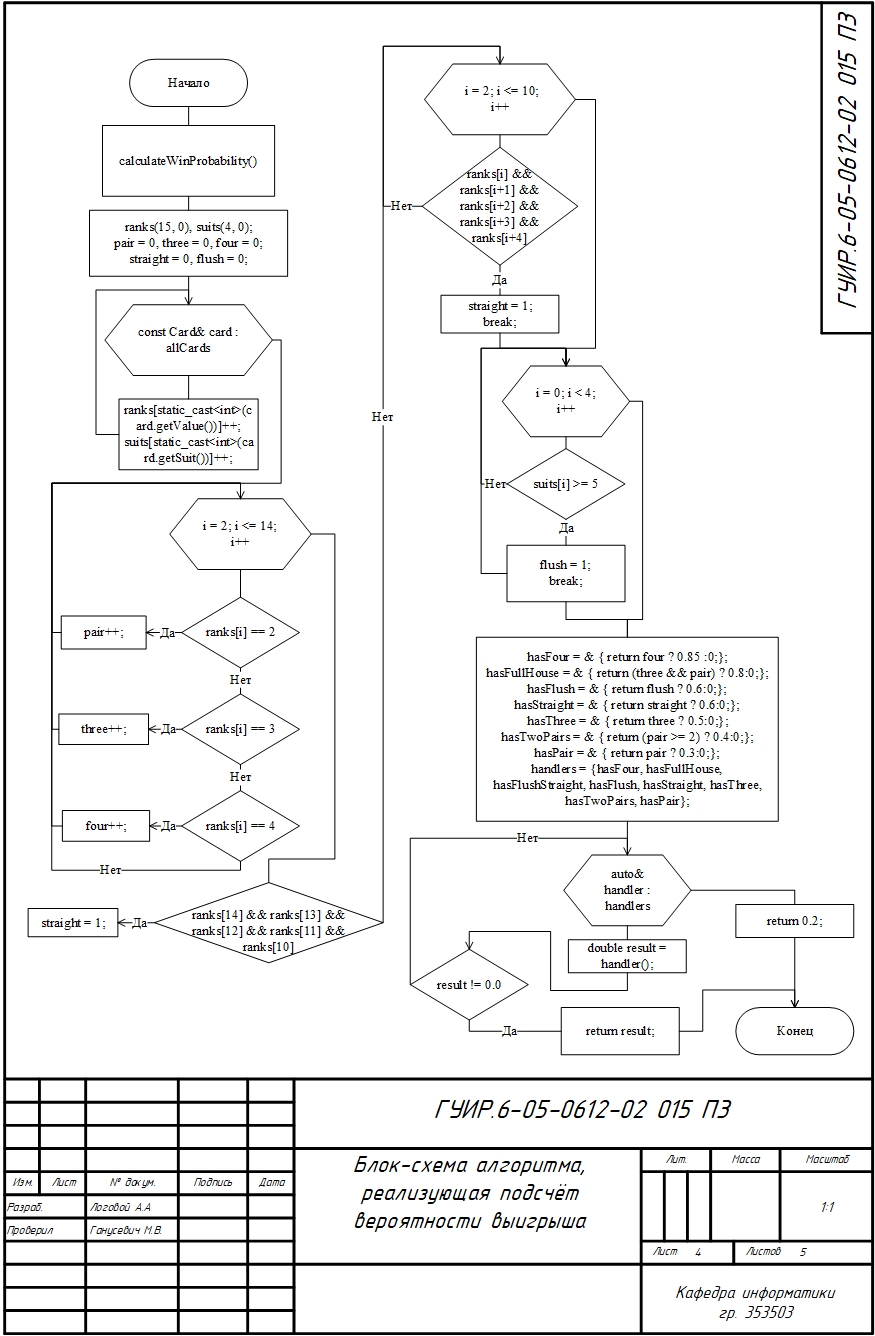 Начало
calculateWinProbability()
ranks(15, 0), suits(4, 0);
pair = 0, three = 0, four = 0;
straight = 0, flush = 0;
const Card& card :
allCards
ranks[static_cast<int>(c
ard.getValue())]++;
suits[static_cast<int>(ca
rd.getSuit())]++;
i = 2; i <= 14;
i++
ranks[i] == 2
Да
pair++;
Нет
ranks[i] == 3
Да
three++;
Нет
ranks[i] == 4
Да
four++;
Нет
ranks[14] && ranks[13] &&
ranks[12] && ranks[11] &&
ranks[10]
Да
straight = 1;
Нет
i = 2; i <= 10;
i++
ranks[i] &&
ranks[i+1] &&
ranks[i+2] &&
ranks[i+3] &&
ranks[i+4]
Нет
Да
straight = 1;
break;
i = 0; i < 4;
i++
suits[i] >= 5
Нет
Да
flush = 1;
break;
hasFour = & { return four ? 0.85 :0;};
hasFullHouse = & { return (three && pair) ? 0.8:0;};
hasFlush = & { return flush ? 0.6:0;};
hasStraight = & { return straight ? 0.6:0;};
hasThree = & { return three ? 0.5:0;};
hasTwoPairs = & { return (pair >= 2) ? 0.4:0;};
hasPair = & { return pair ? 0.3:0;};
handlers = {hasFour, hasFullHouse,
hasFlushStraight, hasFlush, hasStraight, hasThree,
hasTwoPairs, hasPair};
Нет
auto&
handler :
handlers
double result =
handler();
result != 0.0
Да
return result;
return 0.2;
Конец
ГУИР.6-05-0612-02 015 ПЗ
ГУИР.6-05-0612-02 015 ПЗ
Блок-схема алгоритма,
реализующая подсчёт
вероятности выигрыша
Изм. Лист № докум. Подпись Дата
Разраб. Логовой А.А
Проверил Ганусевич М.В.
Лит. Масса Масштаб
1:1
Лист 4 Листов 5
Кафедра информатики
гр. 353503